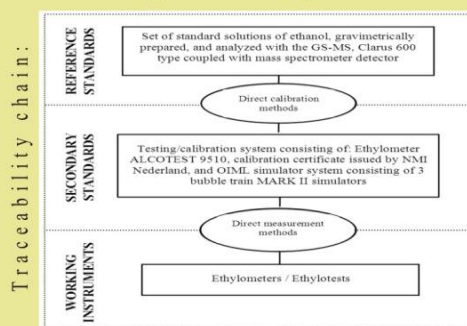 Traceability chain:
REFERENCE
STANDARDS
Set of standard solutions of ethanol, gravimetrically
prepared, and analyzed with the GS-MS, Clarus 600
type coupled with mass spectrometer detector
Direct calibration
methods
SECONDARY
STANDARDS
Testing/calibration system consisting of: Ethylometer
ALCOTEST 9510, calibration certificate issued by NMI
Nederland, and OIML simulator system consisting of 3
bubble train MARK II simulators
Direct measurement
methods
WORKING
INSTRUMENTS
Ethylometers / Ethylotests